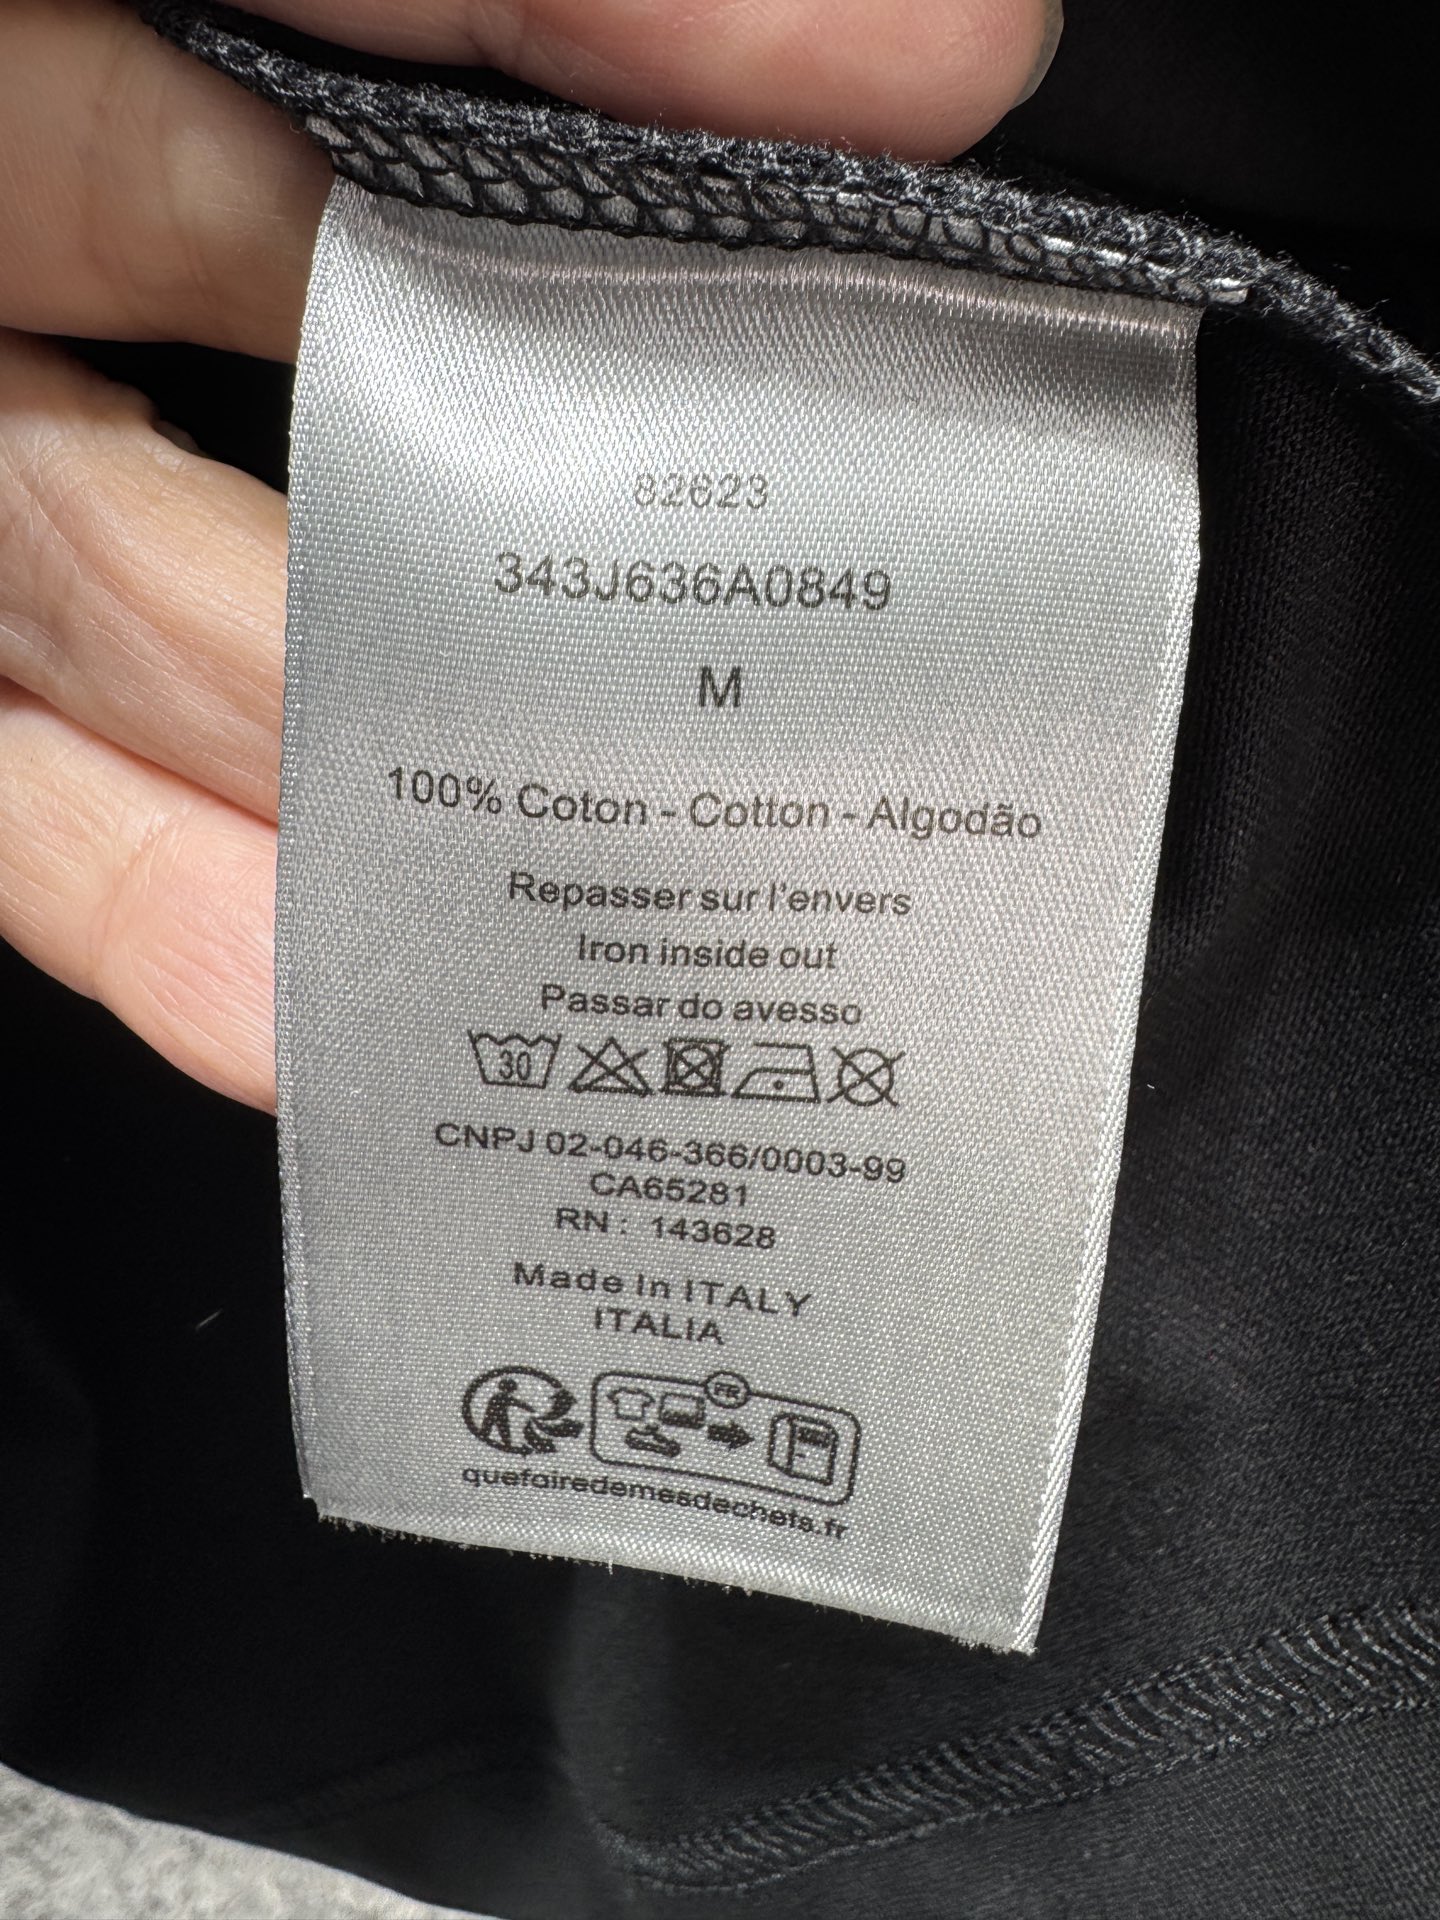 82623
343J636A0849
M
100% Coton - Cotton - Algodão
Repasser sur l'envers
Iron inside out
Passar do avesso
30
CNPJ 02-046-366/0003-99
CA65281
RN : 143628
Made In ITALY
ITALIA
FR
quefairedemesdechets.fr